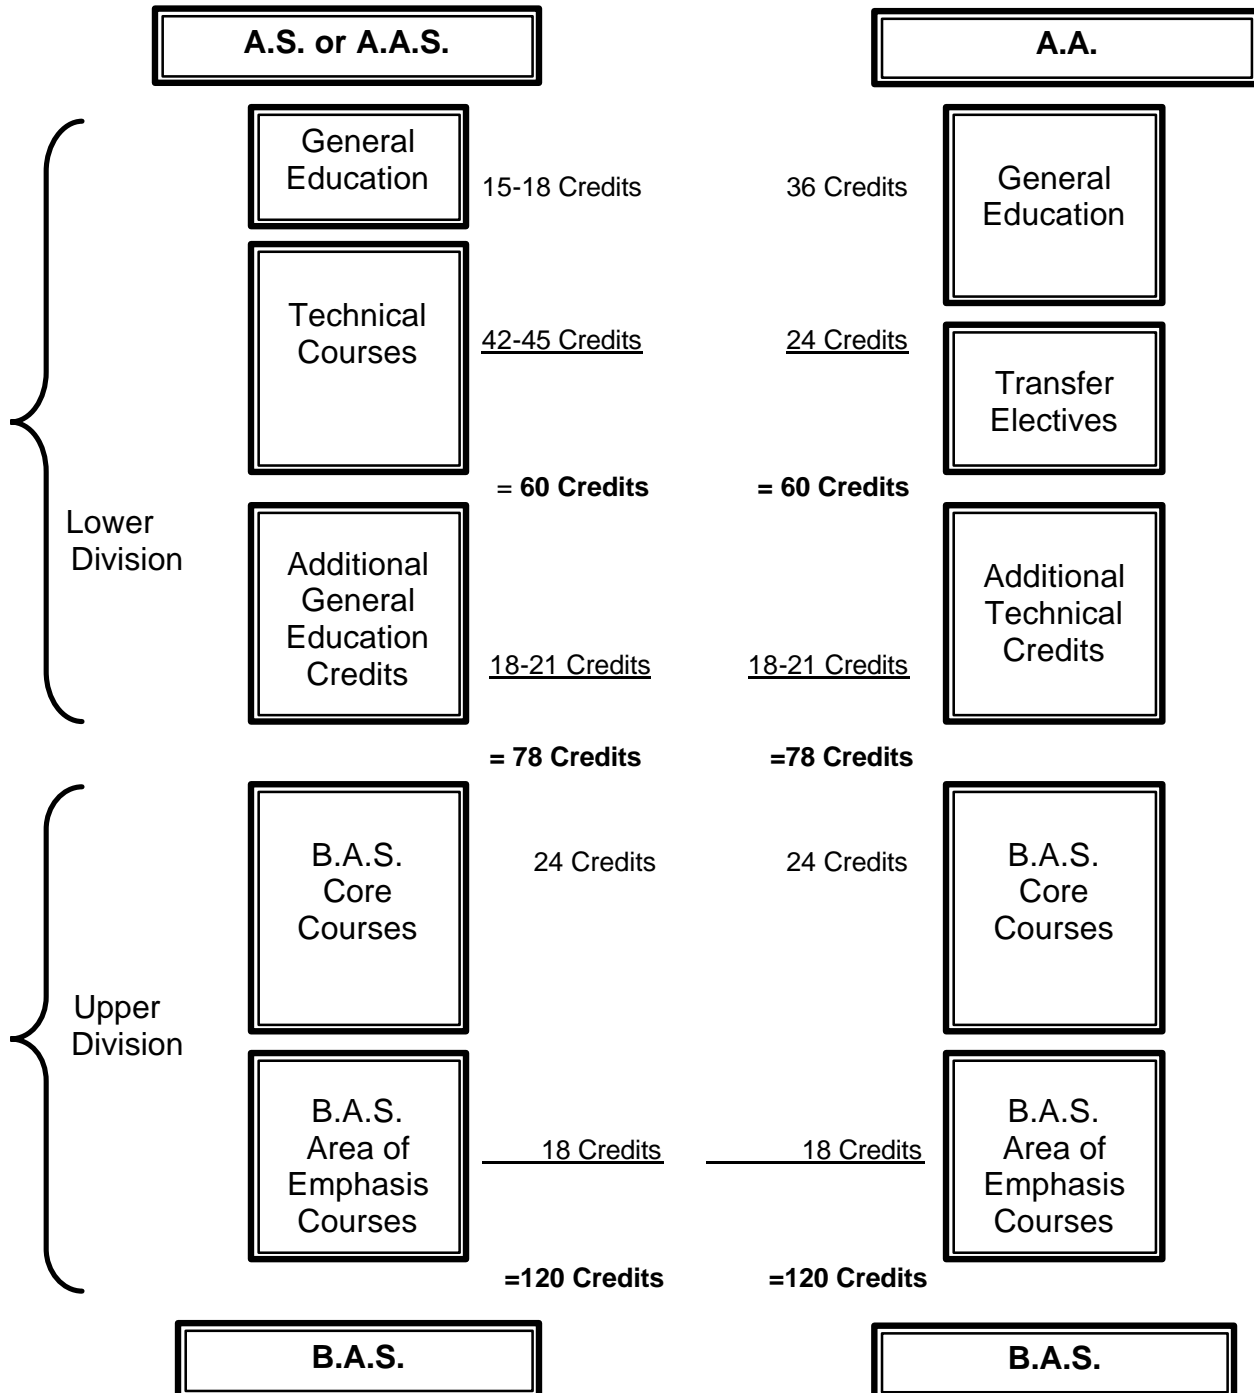 A.S. or A.A.S.
A.A.
General
Education
15-18 Credits
36 Credits
General
Education
Technical
Courses
42-45 Credits
24 Credits
Transfer
Electives
= 60 Credits
= 60 Credits
Lower
Division
Additional
General
Education
Credits
18-21 Credits
18-21 Credits
Additional
Technical
Credits
= 78 Credits
=78 Credits
B.A.S.
Core
Courses
24 Credits
24 Credits
B.A.S.
Core
Courses
Upper
Division
B.A.S.
Area of
Emphasis
Courses
18 Credits
18 Credits
B.A.S.
Area of
Emphasis
Courses
=120 Credits
=120 Credits
B.A.S.
B.A.S.